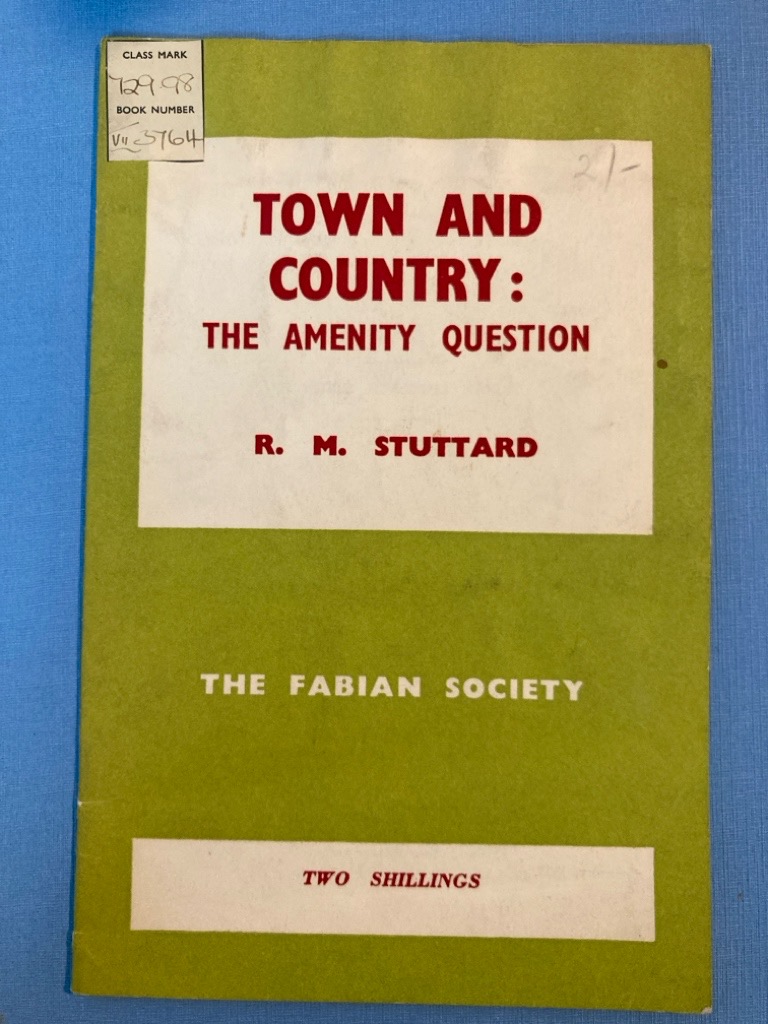 CLASS MARK
729.98
BOOK NUMBER
VII 3764
2/-
TOWN AND
COUNTRY:
THE AMENITY QUESTION
R. M. STUTTARD
THE FABIAN SOCIETY
TWO SHILLINGS